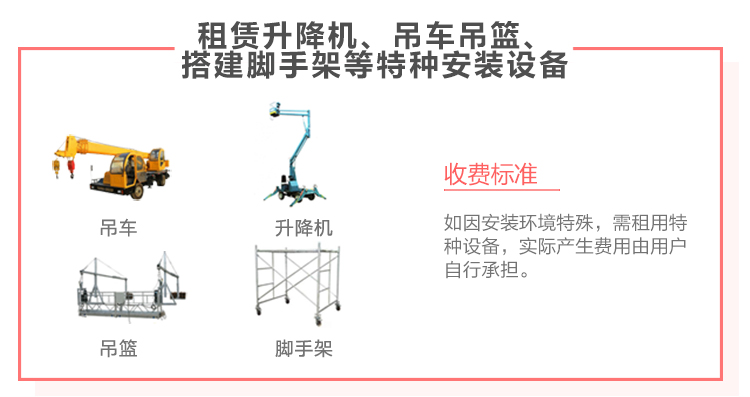 租赁升降机、吊车吊篮、
搭建脚手架等特种安装设备
吊车
升降机
吊篮
脚手架
收费标准
如因安装环境特殊，需租用特
种设备，实际产生费用由用户
自行承担。